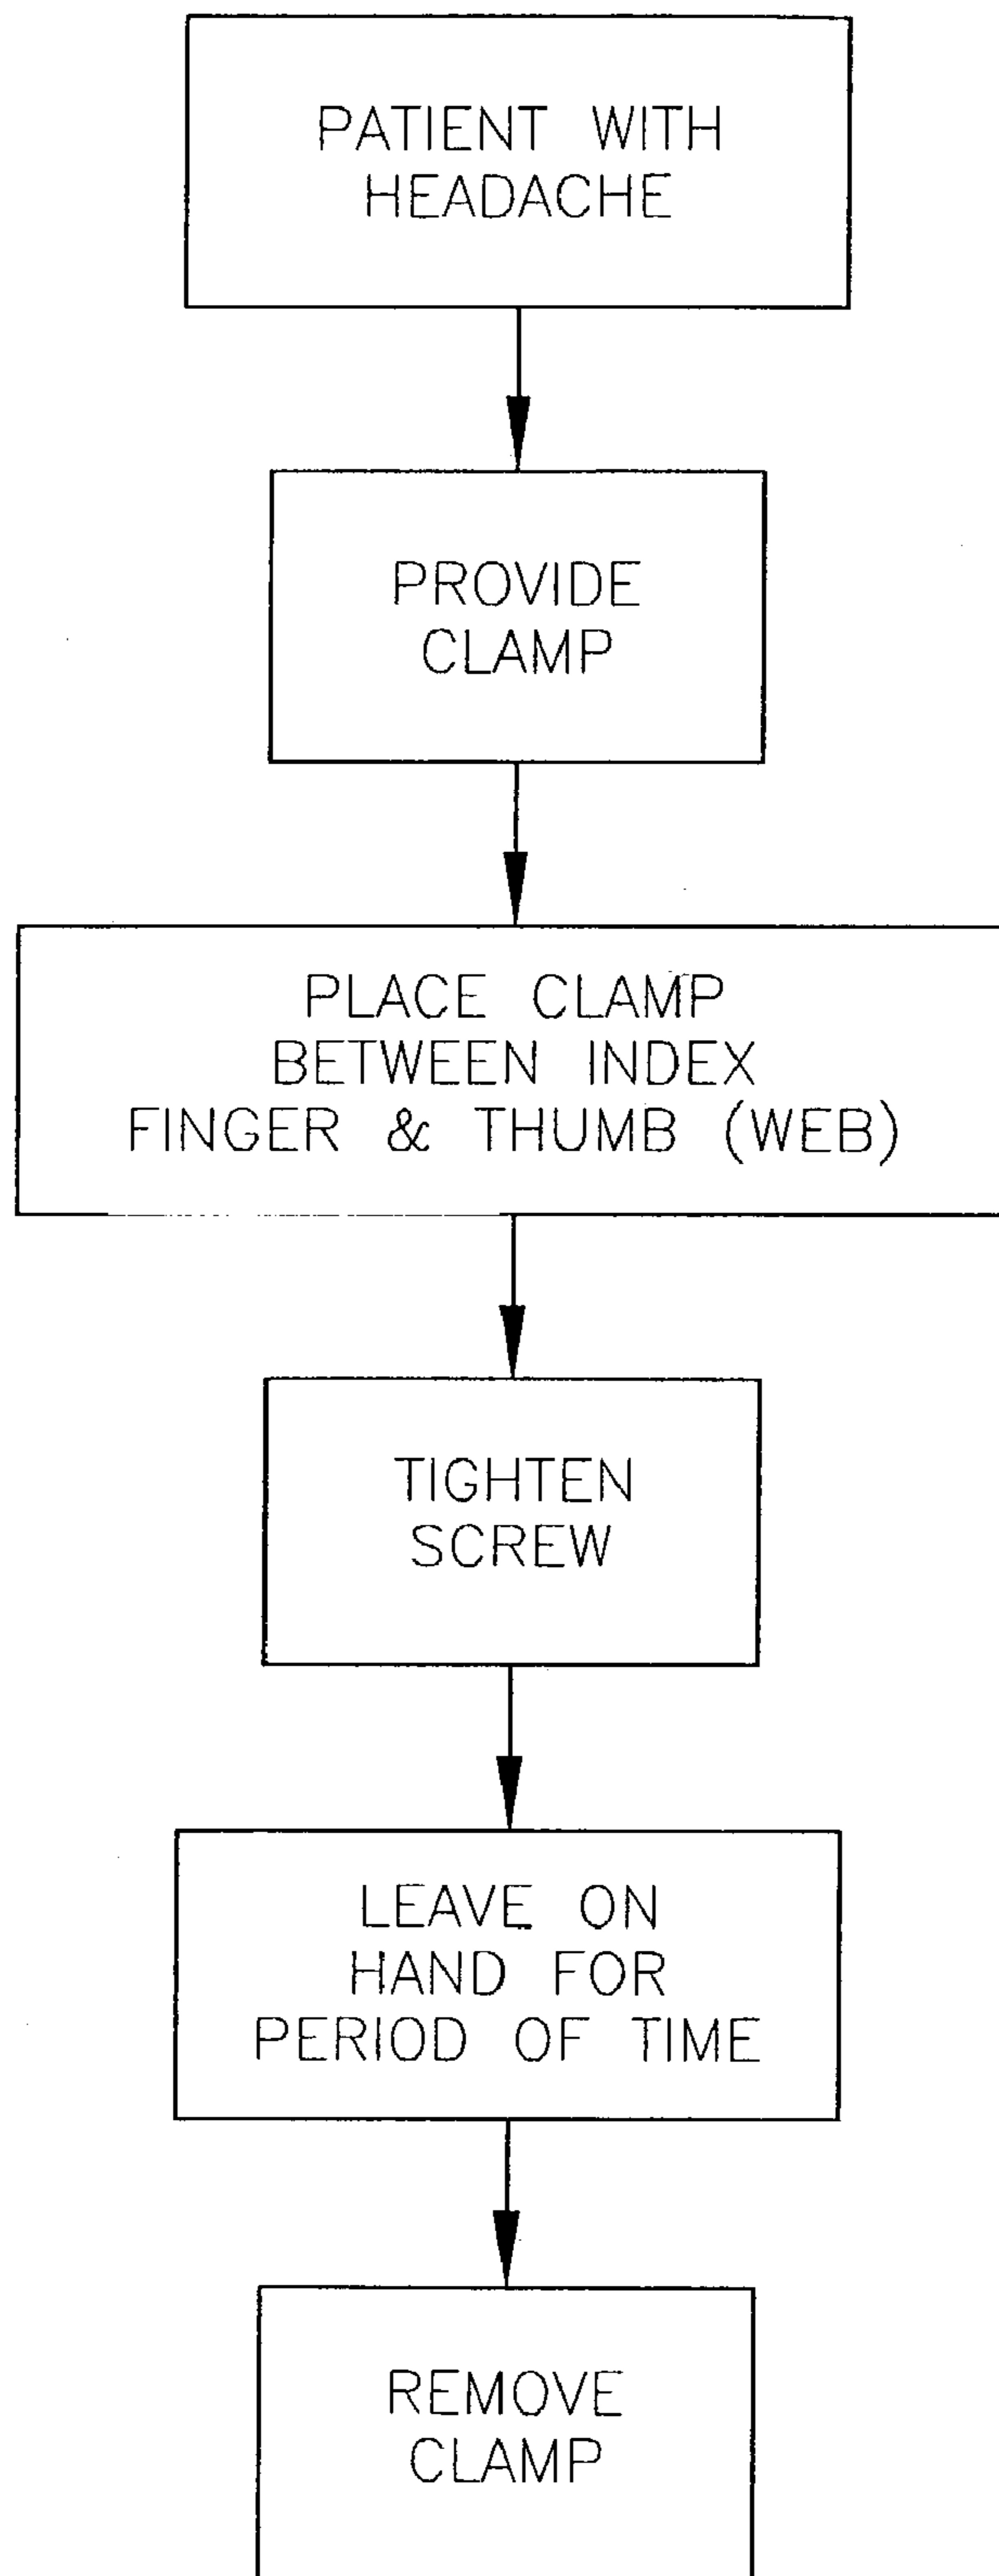 PATIENT WITH
HEADACHE
PROVIDE
CLAMP
PLACE CLAMP
BETWEEN INDEX
FINGER & THUMB (WEB)
TIGHTEN
SCREW
LEAVE ON
HAND FOR
PERIOD OF TIME
REMOVE
CLAMP